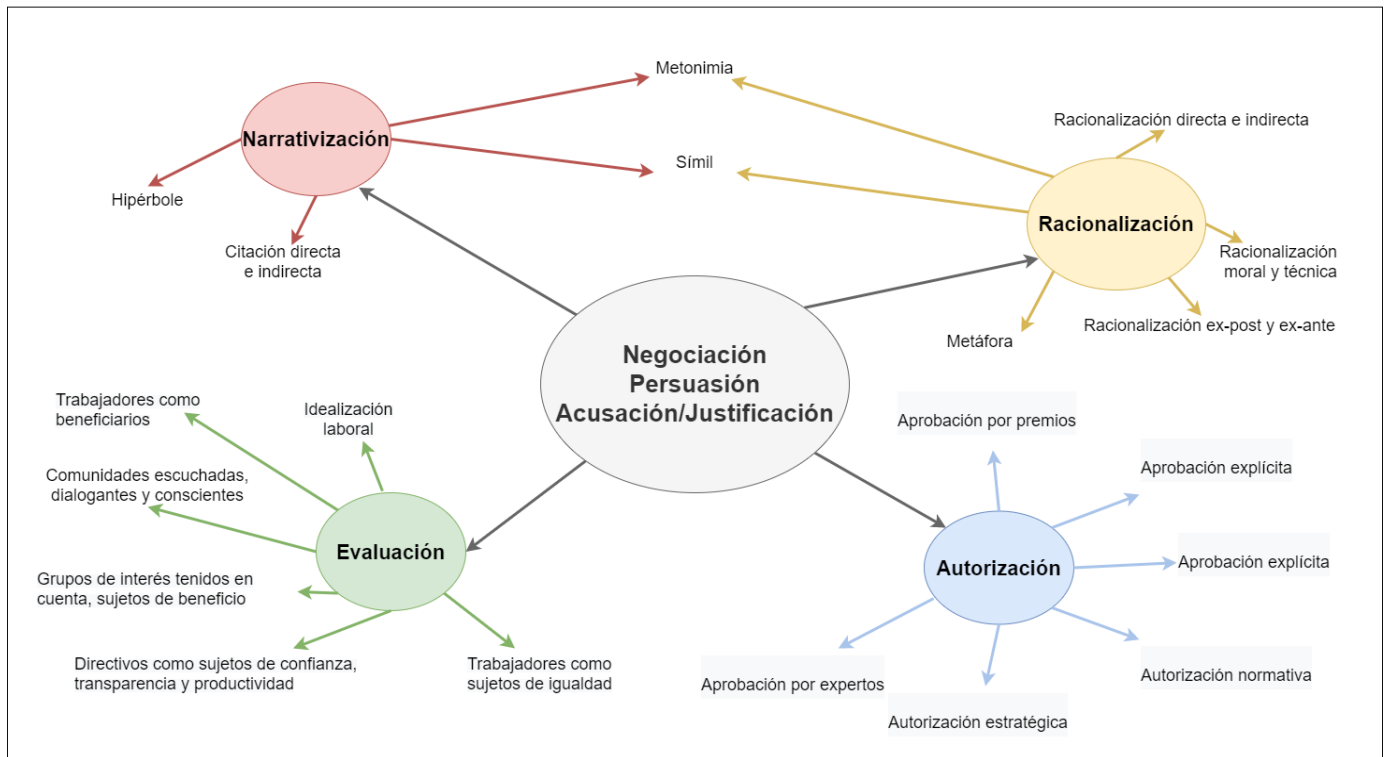 Metonimia
Racionalización directa e indirecta
Narrativización
Símil
Hipérbole
Racionalización
Citación directa
e indirecta
Racionalización
moral y técnica
Racionalización ex-post y ex-ante
Metáfora
Negociación
Persuasión
Acusación/Justificación
Trabajadores como
beneficiarios
Idealización
laboral
Comunidades escuchadas,
dialogantes y conscientes
Evaluación
Grupos de interés tenidos en
cuenta, sujetos de beneficio
Directivos como sujetos de confianza,
transparencia y productividad
Trabajadores como
sujetos de igualdad
Aprobación por premios
Aprobación explícita
Autorización
Aprobación explícita
Autorización normativa
Aprobación por expertos
Autorización estratégica